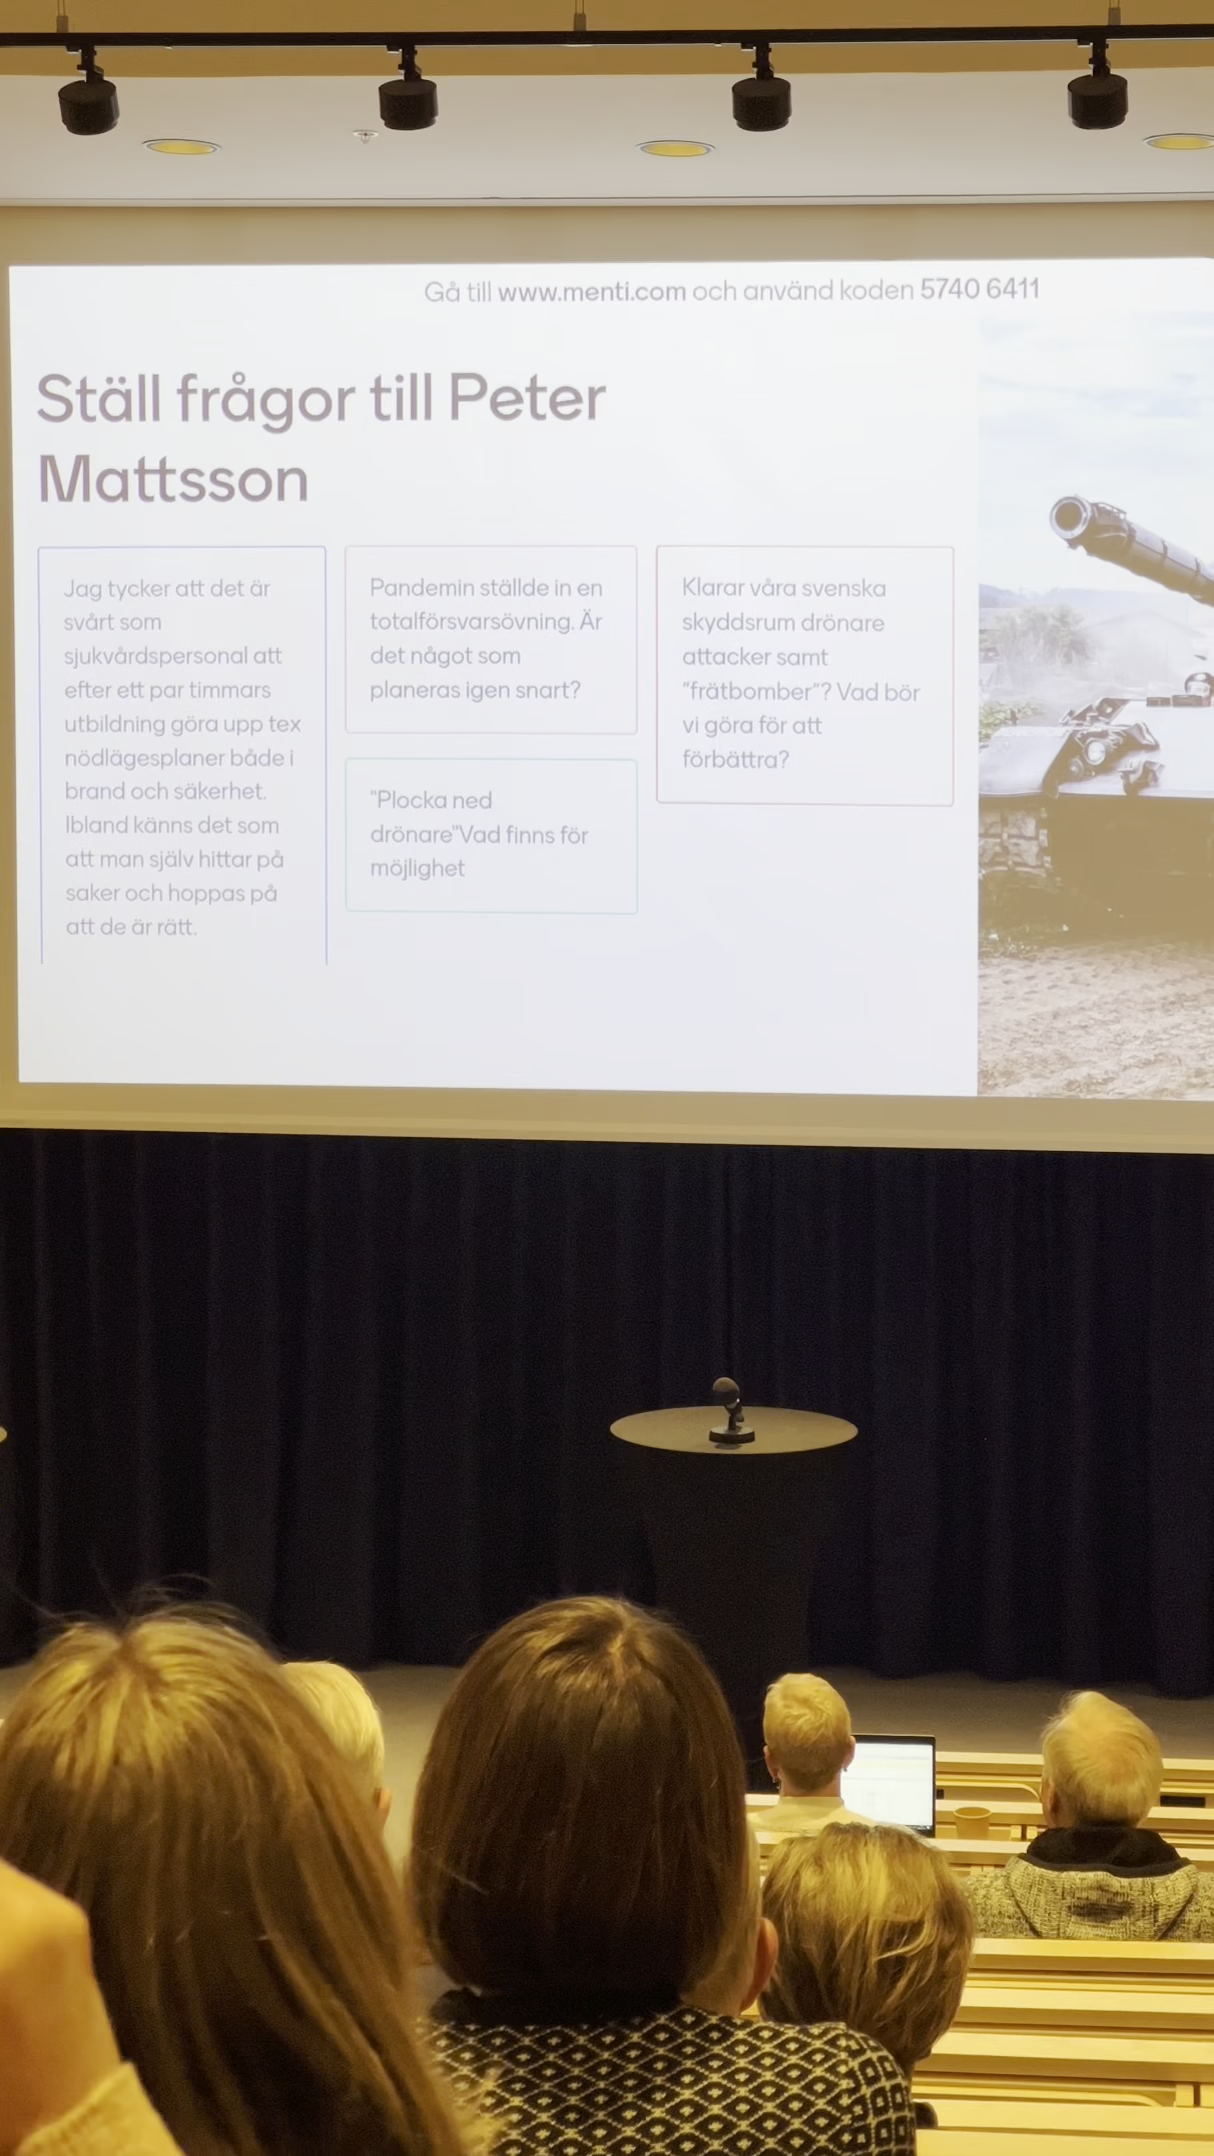 Gå till www.menti.com och använd koden 5740 6411
Ställ frågor till Peter
Mattsson
Jag tycker att det är
svårt som
sjukvårdspersonal att
efter ett par timmars
utbildning göra upp tex
nödlägesplaner både i
brand och säkerhet.
Ibland känns det som
att man själv hittar på
saker och hoppas på
att de är rätt.
Pandemin ställde in en
totalförsvarsövning. Är
det något som
planeras igen snart?
"Plocka ned
drönare"Vad finns för
möjlighet
Klarar våra svenska
skyddsrum drönare
attacker samt
"frätbomber"? Vad bör
vi göra för att
förbättra?